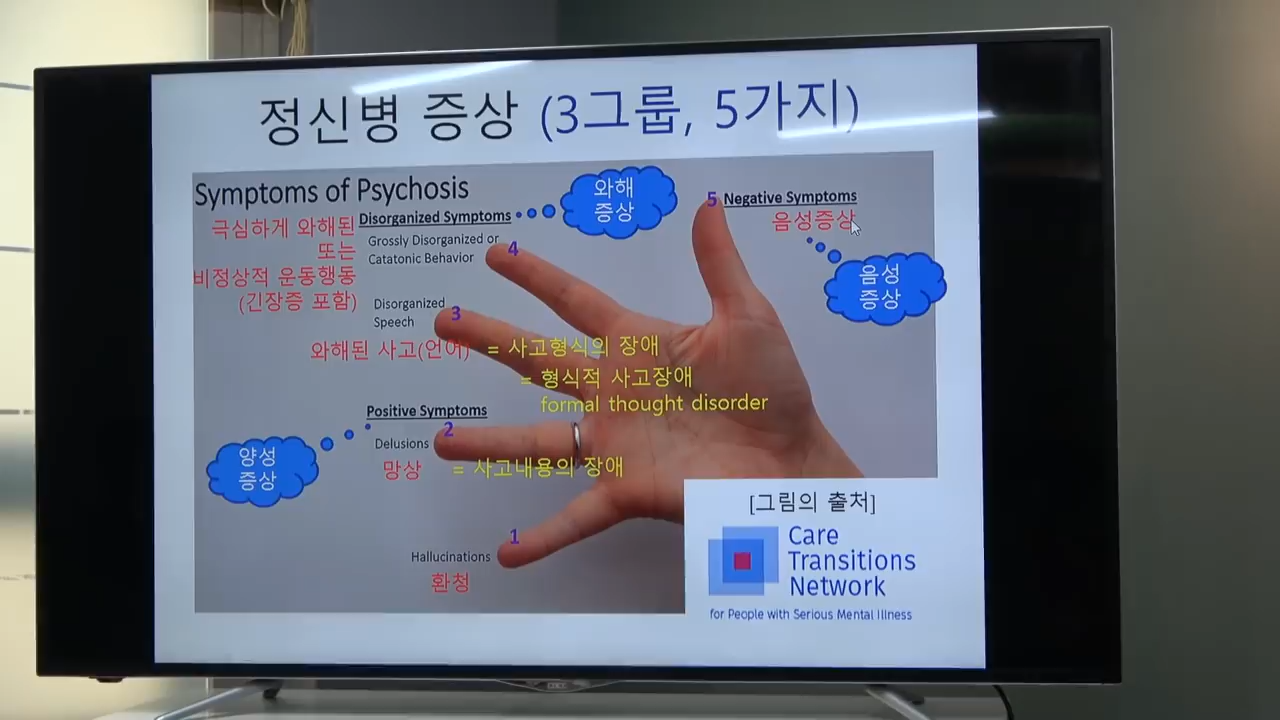 정신병 증상 (3그룹, 5가지)
Symptoms of Psychosis
와해
증상
5 Negative Symptoms
음성증상
음성
증상
Disorganized Symptoms
극심하게 와해된
또는
비정상적 운동행동
(긴장증 포함)
Grossly Disorganized or
Catatonic Behavior
4
Disorganized
Speech
3
와해된 사고(언어) = 사고형식의 장애
= 형식적 사고장애
formal thought disorder
Positive Symptoms
양성
증상
Delusions
2
망상 = 사고내용의 장애
1
Hallucinations
환청
[그림의 출처]
Care
Transitions
Network
for People with Serious Mental Illness